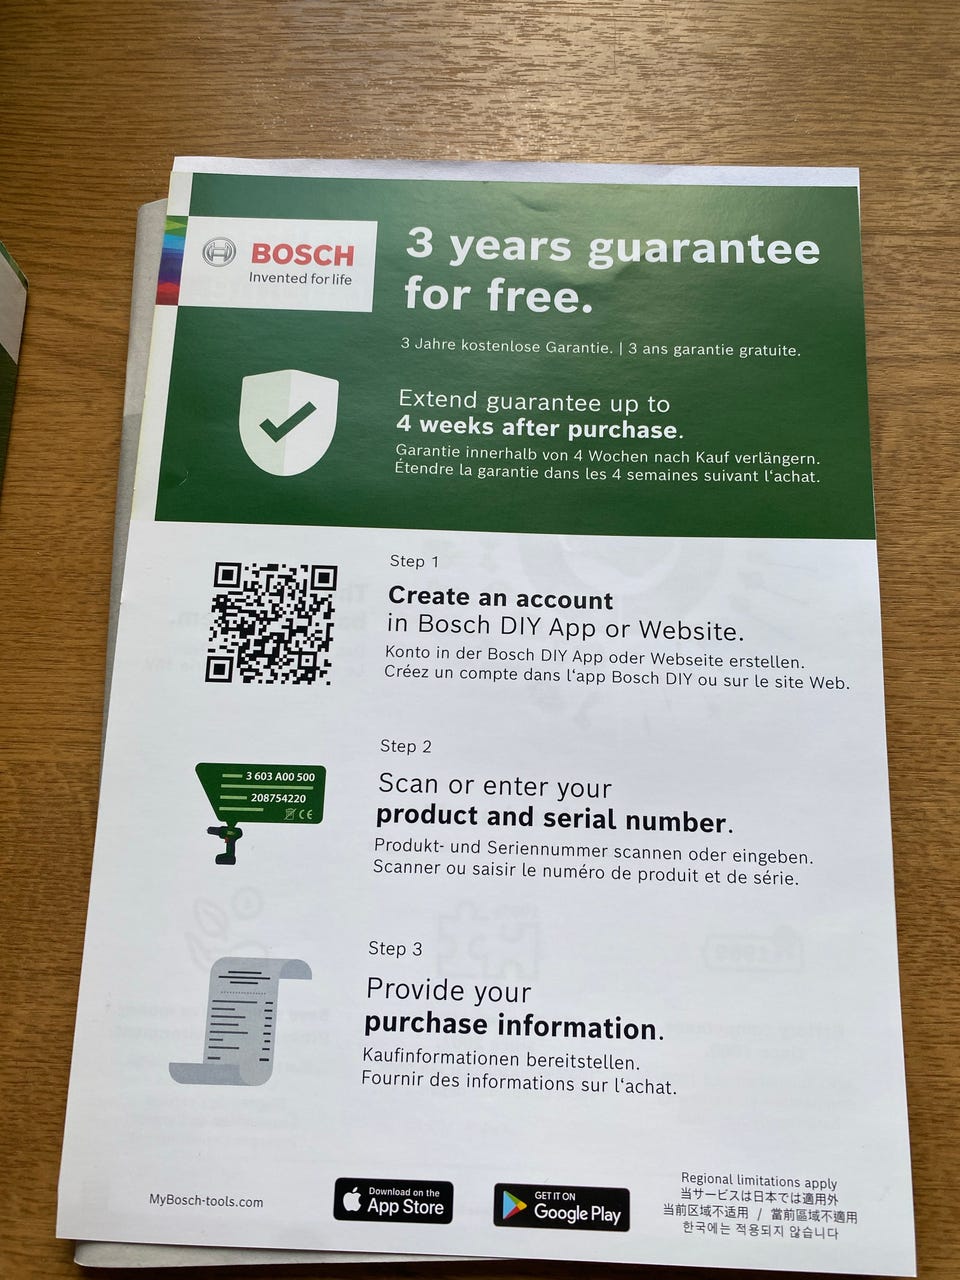 BOSCH
Invented for life
3 years guarantee
for free.
3 Jahre kostenlose Garantie. | 3 ans garantie gratuite.
Extend guarantee up to
4 weeks after purchase.
Garantie innerhalb von 4 Wochen nach Kauf verlängern.
Étendre la garantie dans les 4 semaines suivant l'achat.
Step 1
Create an account
in Bosch DIY App or Website.
Konto in der Bosch DIY App oder Webseite erstellen.
Créez un compte dans l'app Bosch DIY ou sur le site Web.
Step 2
3 603 A00 500
208754220
CE
Scan or enter your
product and serial number.
Produkt- und Seriennummer scannen oder eingeben.
Scanner ou saisir le numéro de produit et de série.
Step 3
Provide your
purchase information.
Kaufinformationen bereitstellen.
Fournir des informations sur l'achat.
MyBosch-tools.com
Download on the
App Store
GET IT ON
Google Play
Regional limitations apply
当サービスは日本では適用外
当前区域不适用 / 當前區域不適用
한국에는 적용되지 않습니다